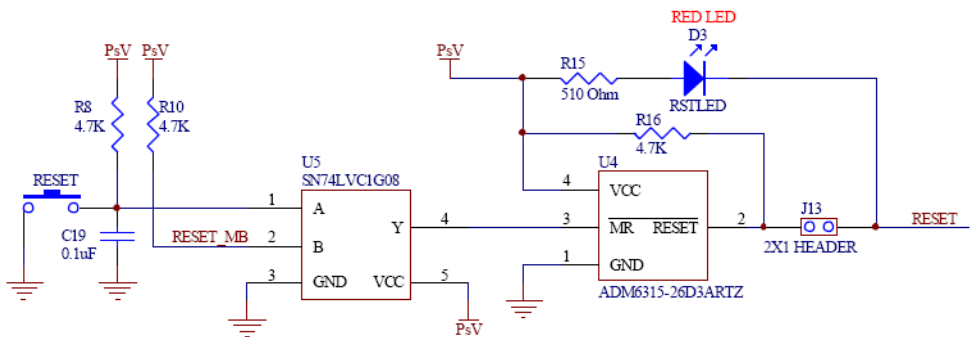 RED LED
D3
PsV
PsV
PsV
R15
510 Ohm
RSTLED
R8
4.7K
R10
4.7K
R16
4.7K
U5
SN74LVC1G08
U4
RESET
1
A
4
VCC
J13
C19
0.1uF
RESET_MB
2
B
Y
4
3
MR
RESET
2
RESET
2X1 HEADER
3
GND
VCC
5
1
GND
ADM6315-26D3ARTZ
PsV